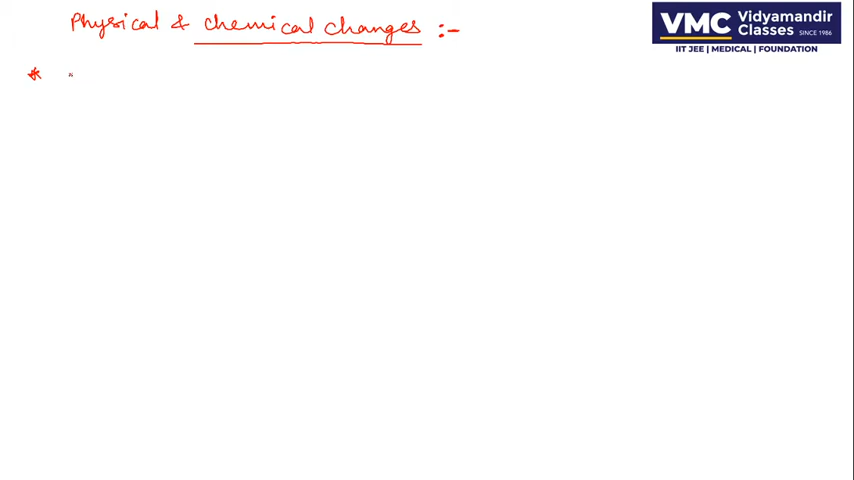 Physical & chemical changes :-
*
VMC Vidyamandir Classes SINCE 1986
IIT JEE | MEDICAL | FOUNDATION